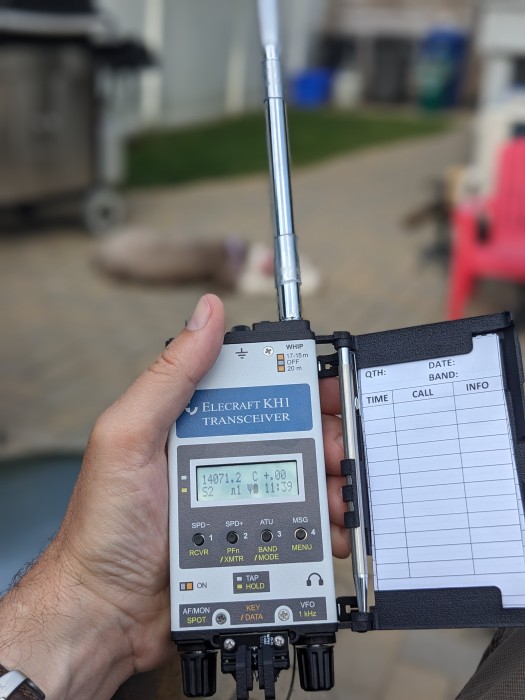 WHIP
17-15 m
OFF
20 m
ELECRAFT KH1
TRANSCEIVER
14071.2 C +.00
S2 n1 11:39
SPD- SPD+ ATU MSG
1 2 3 4
RCVR PFn /XMTR BAND /MODE MENU
ON
TAP
HOLD
AF/MON
SPOT
KEY
/ DATA
VFO
1 kHz
QTH: DATE:
BAND:
TIME CALL INFO